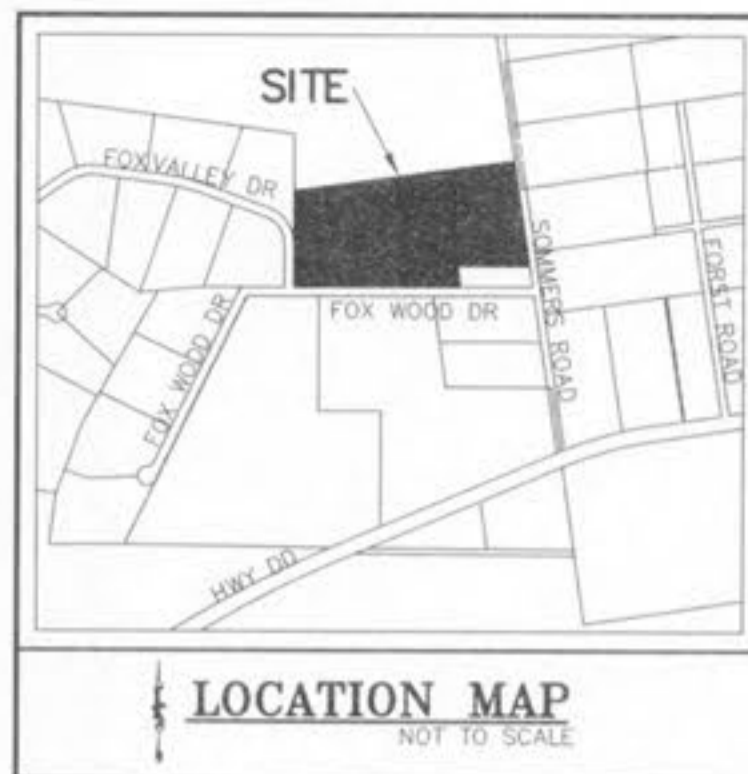 SITE
FOXVALLEY DR
SOMMERS ROAD
FORST ROAD
FOX WOOD DR
FOX WOOD DR
HWY DD
LOCATION MAP
NOT TO SCALE